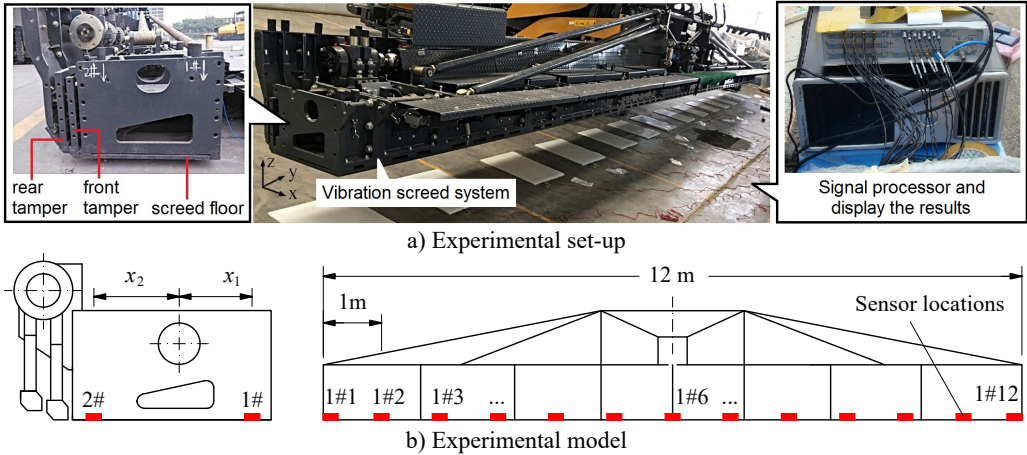 2#
1#
rear
tamper
front
tamper
screed floor
z
y
x
Vibration screed system
Signal processor and
display the results
a) Experimental set-up
x₂
x₁
12 m
1m
Sensor locations
2#
1#
1#1
1#2
1#3
...
1#6
...
1#12
b) Experimental model